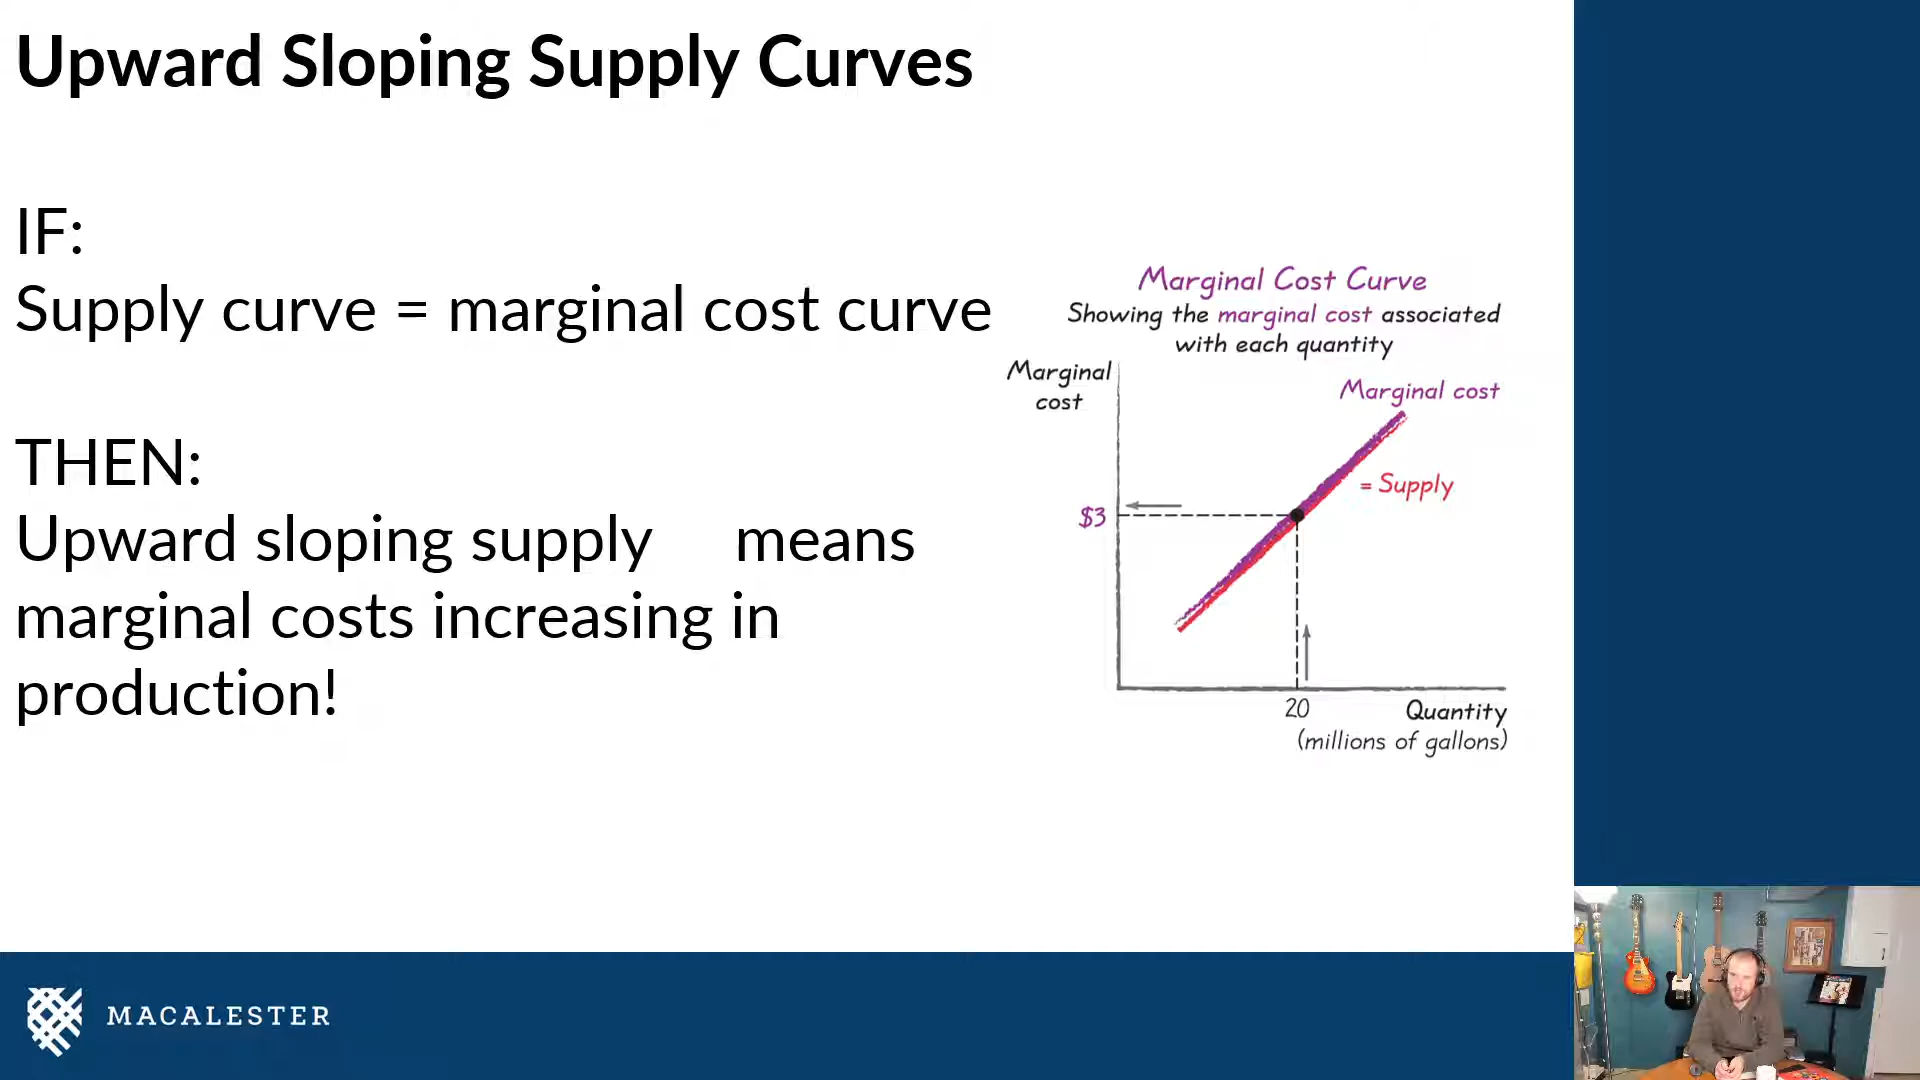 Upward Sloping Supply Curves
IF:
Supply curve = marginal cost curve
THEN:
Upward sloping supply means
marginal costs increasing in
production!
Marginal Cost Curve
Showing the marginal cost associated
with each quantity
Marginal
cost
Marginal cost
= Supply
$3
20
Quantity
(millions of gallons)
MACALESTER